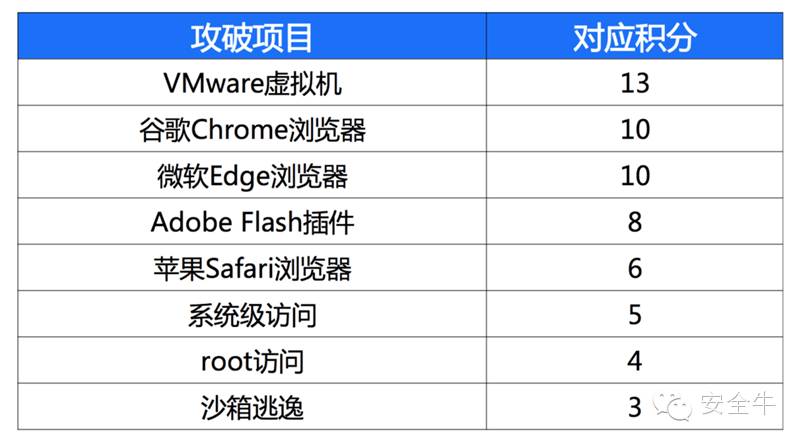 攻破项目 对应积分
VMware虚拟机 13
谷歌Chrome浏览器 10
微软Edge浏览器 10
Adobe Flash插件 8
苹果Safari浏览器 6
系统级访问 5
root访问 4
沙箱逃逸 3
安全牛